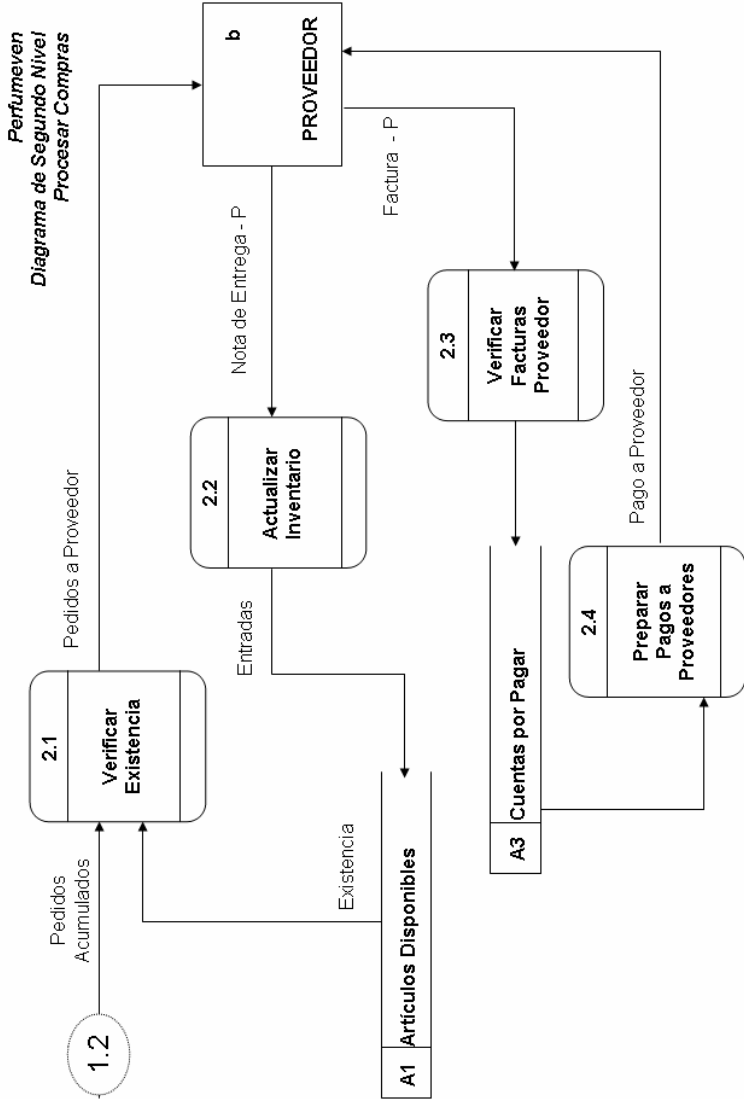 Perfumeven
Diagrama de Segundo Nivel
Procesar Compras
1.2
Pedidos
Acumulados
2.1
Verificar
Existencia
Pedidos a Proveedor
b
PROVEEDOR
Existencia
Entradas
2.2
Actualizar
Inventario
Nota de Entrega - P
A1
Artículos Disponibles
Factura - P
2.3
Verificar
Facturas
Proveedor
A3
Cuentas por Pagar
2.4
Preparar
Pagos a
Proveedores
Pago a Proveedor